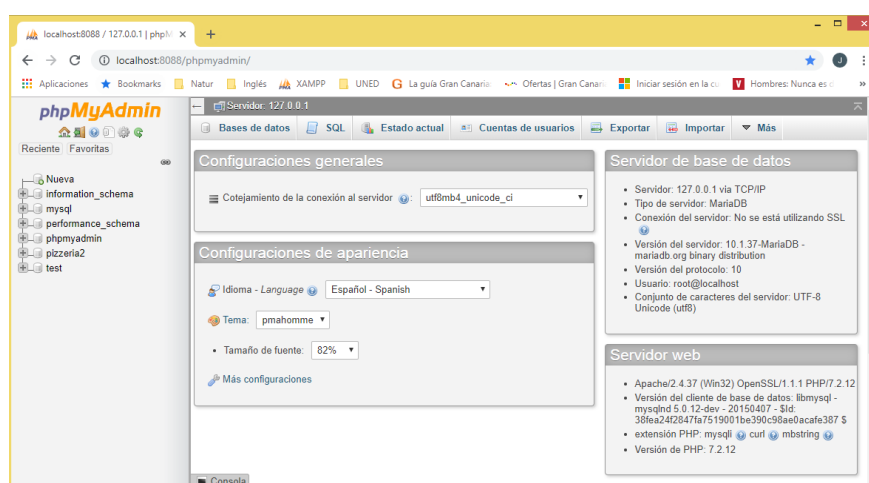 localhost:8088 / 127.0.0.1 | phpM
localhost:8088/phpmyadmin/
J
Aplicaciones Bookmarks Natur Inglés XAMPP UNED La guía Gran Canaria Ofertas | Gran Canar Iniciar sesión en la cu Hombres: Nunca es d »
phpMyAdmin
Servidor: 127.0.0.1
Bases de datos SQL Estado actual Cuentas de usuarios Exportar Importar Más
Reciente Favoritas
Nueva
information_schema
mysql
performance_schema
phpmyadmin
pizzeria2
test
Configuraciones generales
Cotejamiento de la conexión al servidor : utf8mb4_unicode_ci
Configuraciones de apariencia
Idioma - Language Español - Spanish
Tema: pmahomme
Tamaño de fuente: 82%
Más configuraciones
Servidor de base de datos
Servidor: 127.0.0.1 via TCP/IP
Tipo de servidor: MariaDB
Conexión del servidor: No se está utilizando SSL
Versión del servidor: 10.1.37-MariaDB -
mariadb.org binary distribution
Versión del protocolo: 10
Usuario: root@localhost
Conjunto de caracteres del servidor: UTF-8
Unicode (utf8)
Servidor web
Apache/2.4.37 (Win32) OpenSSL/1.1.1 PHP/7.2.12
Versión del cliente de base de datos: libmysql -
mysqlnd 5.0.12-dev - 20150407 - $Id:
38fea24f2847fa7519001be390c98ae0acafe387 $
extensión PHP: mysqli curl mbstring
Versión de PHP: 7.2.12
Consola